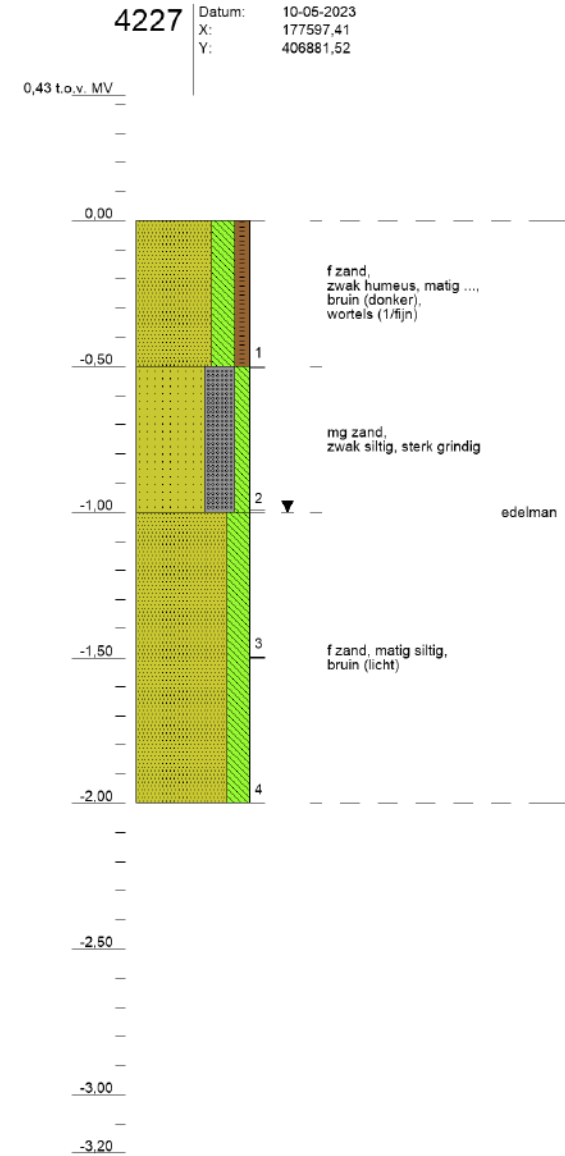 4227
Datum: 10-05-2023
X: 177597,41
Y: 406881,52
0,43 t.o.v. MV
0,00
f zand,
zwak humeus, matig ...,
bruin (donker),
wortels (1/fijn)
1
-0,50
mg zand,
zwak siltig, sterk grindig
2
-1,00
edelman
3
-1,50
f zand, matig siltig,
bruin (licht)
4
-2,00
-2,50
-3,00
-3,20